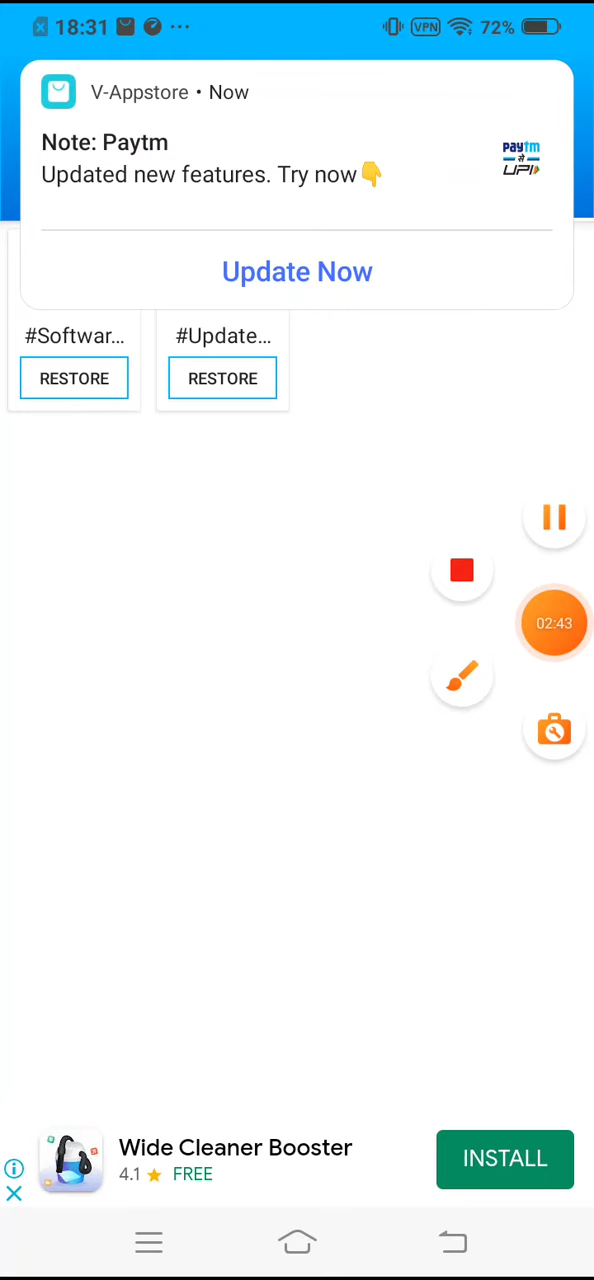 18:31 ··· VPN 72%
V-Appstore • Now
Note: Paytm
Updated new features. Try now👇
paytm
से
UPI
Update Now
#Softwar... #Update...
RESTORE RESTORE
02:43
Wide Cleaner Booster
4.1 ★ FREE
INSTALL